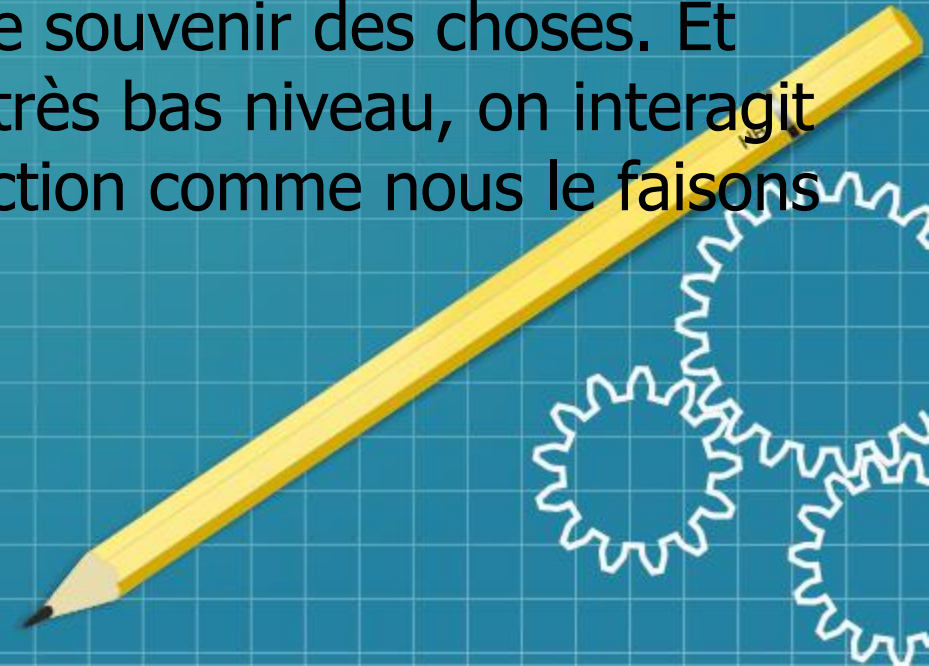 e souvenir des choses. Et
très bas niveau, on interagit
ction comme nous le faisons